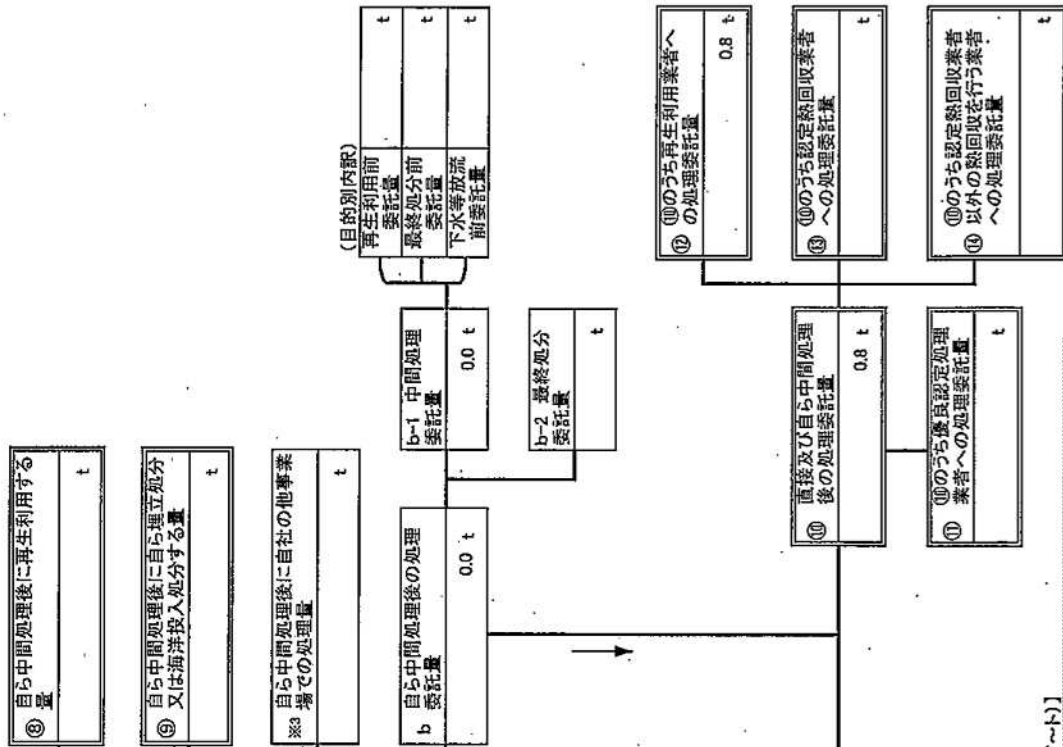 ⑧ 自ら中間処理後に再生利用する
量
t
⑨ 自ら中間処理後に自ら埋立処分
又は海洋投入処分する量
t
※3 自ら中間処理後に自社の他事業
場での処理量
t
b 自ら中間処理後の処理
委託量
0.0 t
b-1 中間処理
委託量
0.0 t
b-2 最終処分
委託量
t
(目的別内訳)
再生利用前
委託量
t
最終処分前
委託量
t
下水等放流
前委託量
t
⑩ 直接及び自ら中間処理
後の処理委託量
0.8 t
⑪ ⑩のうち優良認定処理
業者への処理委託量
t
⑫ ⑩のうち再生利用業者へ
の処理委託量
0.8 t
⑬ ⑩のうち認定熱回収業者
への処理委託量
t
⑭ ⑩のうち認定熱回収業者
以外の熱回収を行う業者
への処理委託量
t
ート)】